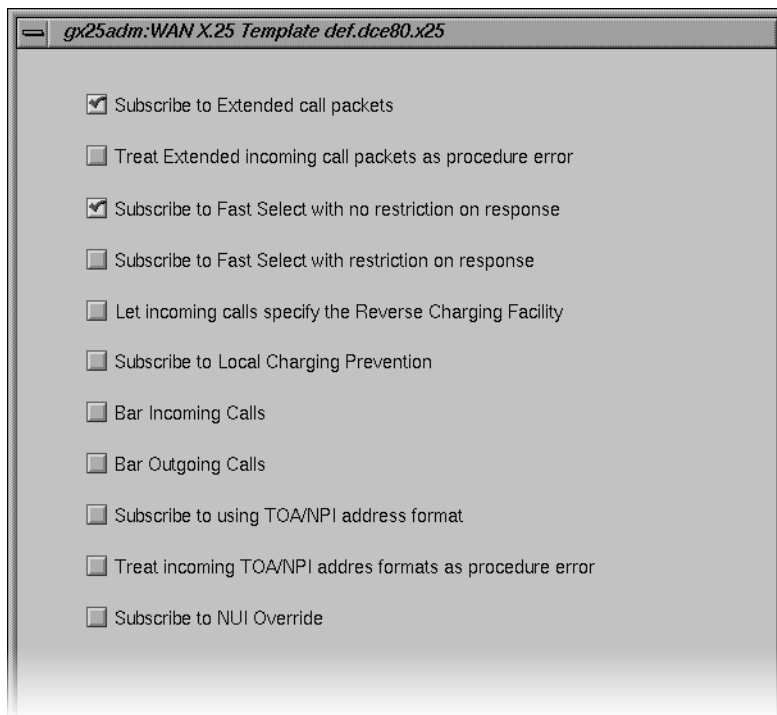 gx25adm:WAN X.25 Template def.dce80.x25
Subscribe to Extended call packets
Treat Extended incoming call packets as procedure error
Subscribe to Fast Select with no restriction on response
Subscribe to Fast Select with restriction on response
Let incoming calls specify the Reverse Charging Facility
Subscribe to Local Charging Prevention
Bar Incoming Calls
Bar Outgoing Calls
Subscribe to using TOA/NPI address format
Treat incoming TOA/NPI addres formats as procedure error
Subscribe to NUI Override